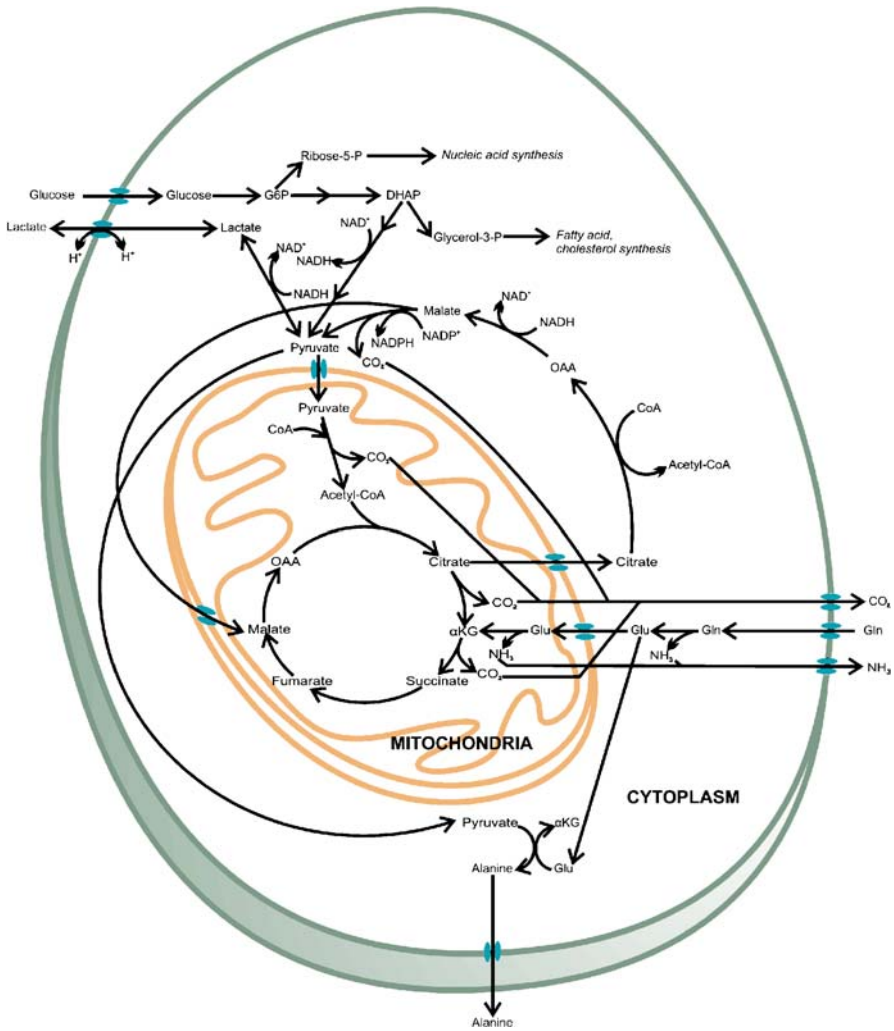 Ribose-5-P Nucleic acid synthesis
Glucose Glucose G6P DHAP
Lactate Lactate NAD⁺ Glycerol-3-P Fatty acid,
cholesterol synthesis
H⁺ H⁺ NAD⁺ NADH
NADH Malate NAD⁺
NADH
NADPH NADP⁺
Pyruvate CO₂ OAA
Pyruvate CoA
CoA CO₂ Acetyl-CoA
Acetyl-CoA
OAA Citrate Citrate
CO₂ CO₂
Malate αKG Glu Glu Gln Gln
NH₃ NH₃ NH₃
Fumarate Succinate CO₂
MITOCHONDRIA
CYTOPLASM
Pyruvate αKG
Alanine Glu
Alanine